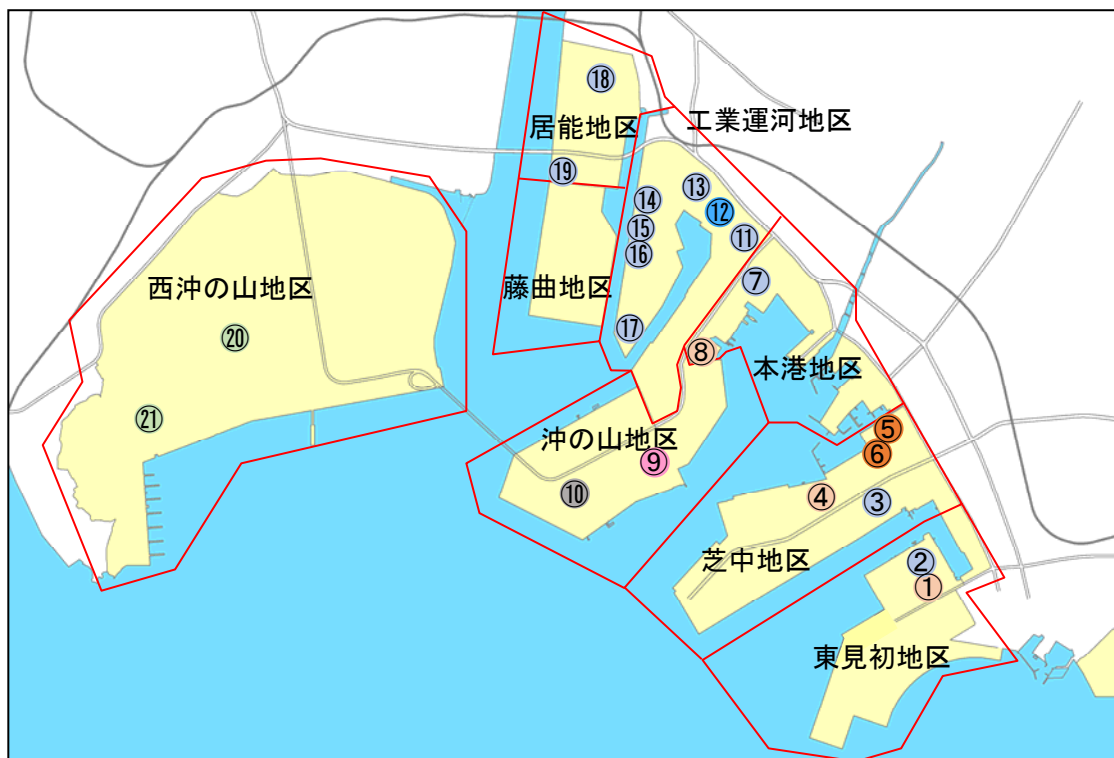 ⑱
居能地区
工業運河地区
⑲
⑬
⑭
⑫
⑮
⑪
⑯
西沖の山地区
藤曲地区
⑦
⑰
⑳
⑧
本港地区
㉑
⑤
沖の山地区
⑥
⑨
⑩
④
③
芝中地区
②
①
東見初地区